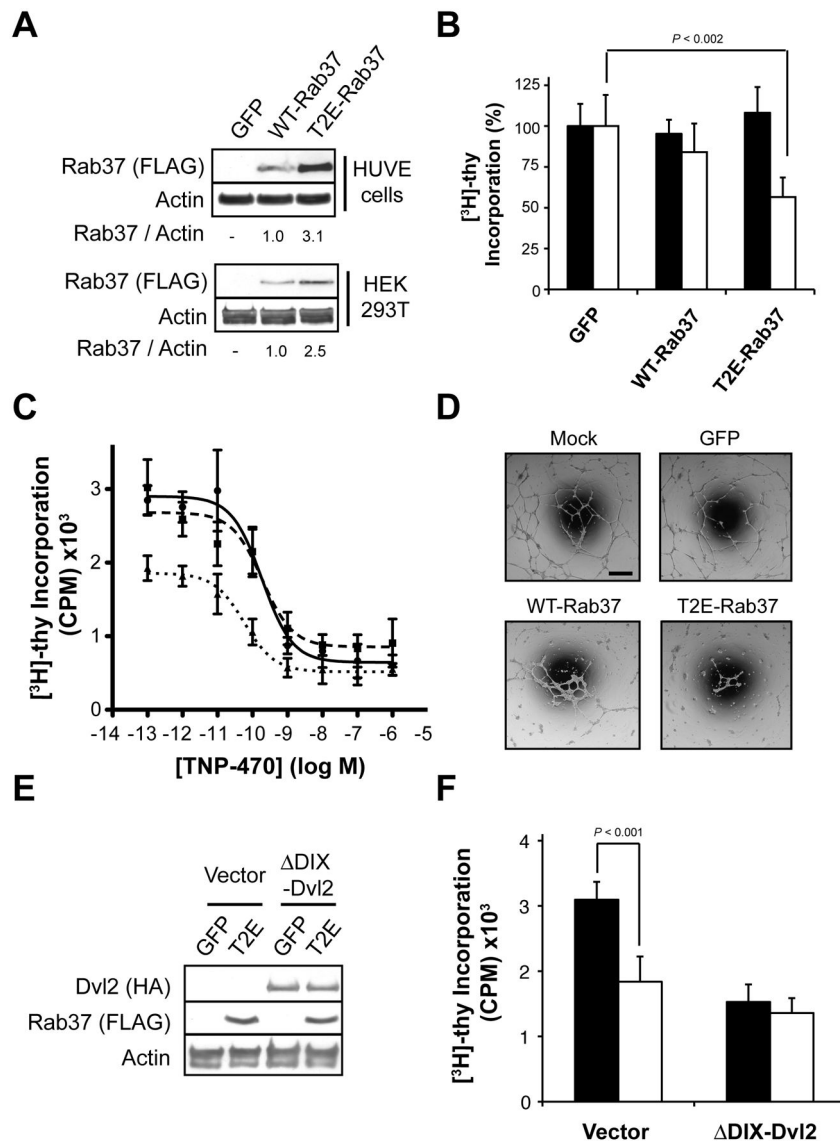 A
GFP
WT-Rab37
T2E-Rab37
Rab37 (FLAG)
Actin
HUVE
cells
Rab37 / Actin - 1.0 3.1
Rab37 (FLAG)
Actin
HEK
293T
Rab37 / Actin - 1.0 2.5
B
P < 0.002
[³H]-thy
Incorporation (%)
125
100
75
50
25
0
GFP
WT-Rab37
T2E-Rab37
C
[³H]-thy Incorporation
(CPM) x10³
3
2
1
0
-14 -13 -12 -11 -10 -9 -8 -7 -6 -5
[TNP-470] (log M)
D
Mock
GFP
WT-Rab37
T2E-Rab37
E
Vector
ΔDIX
-Dvl2
GFP
T2E
GFP
T2E
Dvl2 (HA)
Rab37 (FLAG)
Actin
F
P < 0.001
[³H]-thy Incorporation
(CPM) x10³
4
3
2
1
0
Vector
ΔDIX-Dvl2